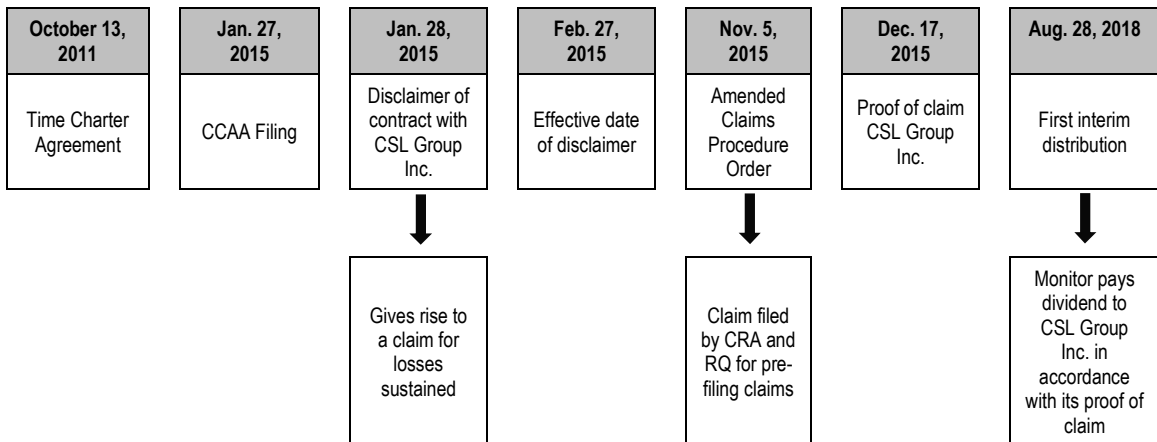 October 13,
2011
Time Charter
Agreement
Jan. 27,
2015
CCAA Filing
Jan. 28,
2015
Disclaimer of
contract with
CSL Group
Inc.
Gives rise to
a claim for
losses
sustained
Feb. 27,
2015
Effective date
of disclaimer
Nov. 5,
2015
Amended
Claims
Procedure
Order
Claim filed
by CRA and
RQ for pre-
filing claims
Dec. 17,
2015
Proof of claim
CSL Group
Inc.
Aug. 28, 2018
First interim
distribution
Monitor pays
dividend to
CSL Group
Inc. in
accordance
with its proof of
claim